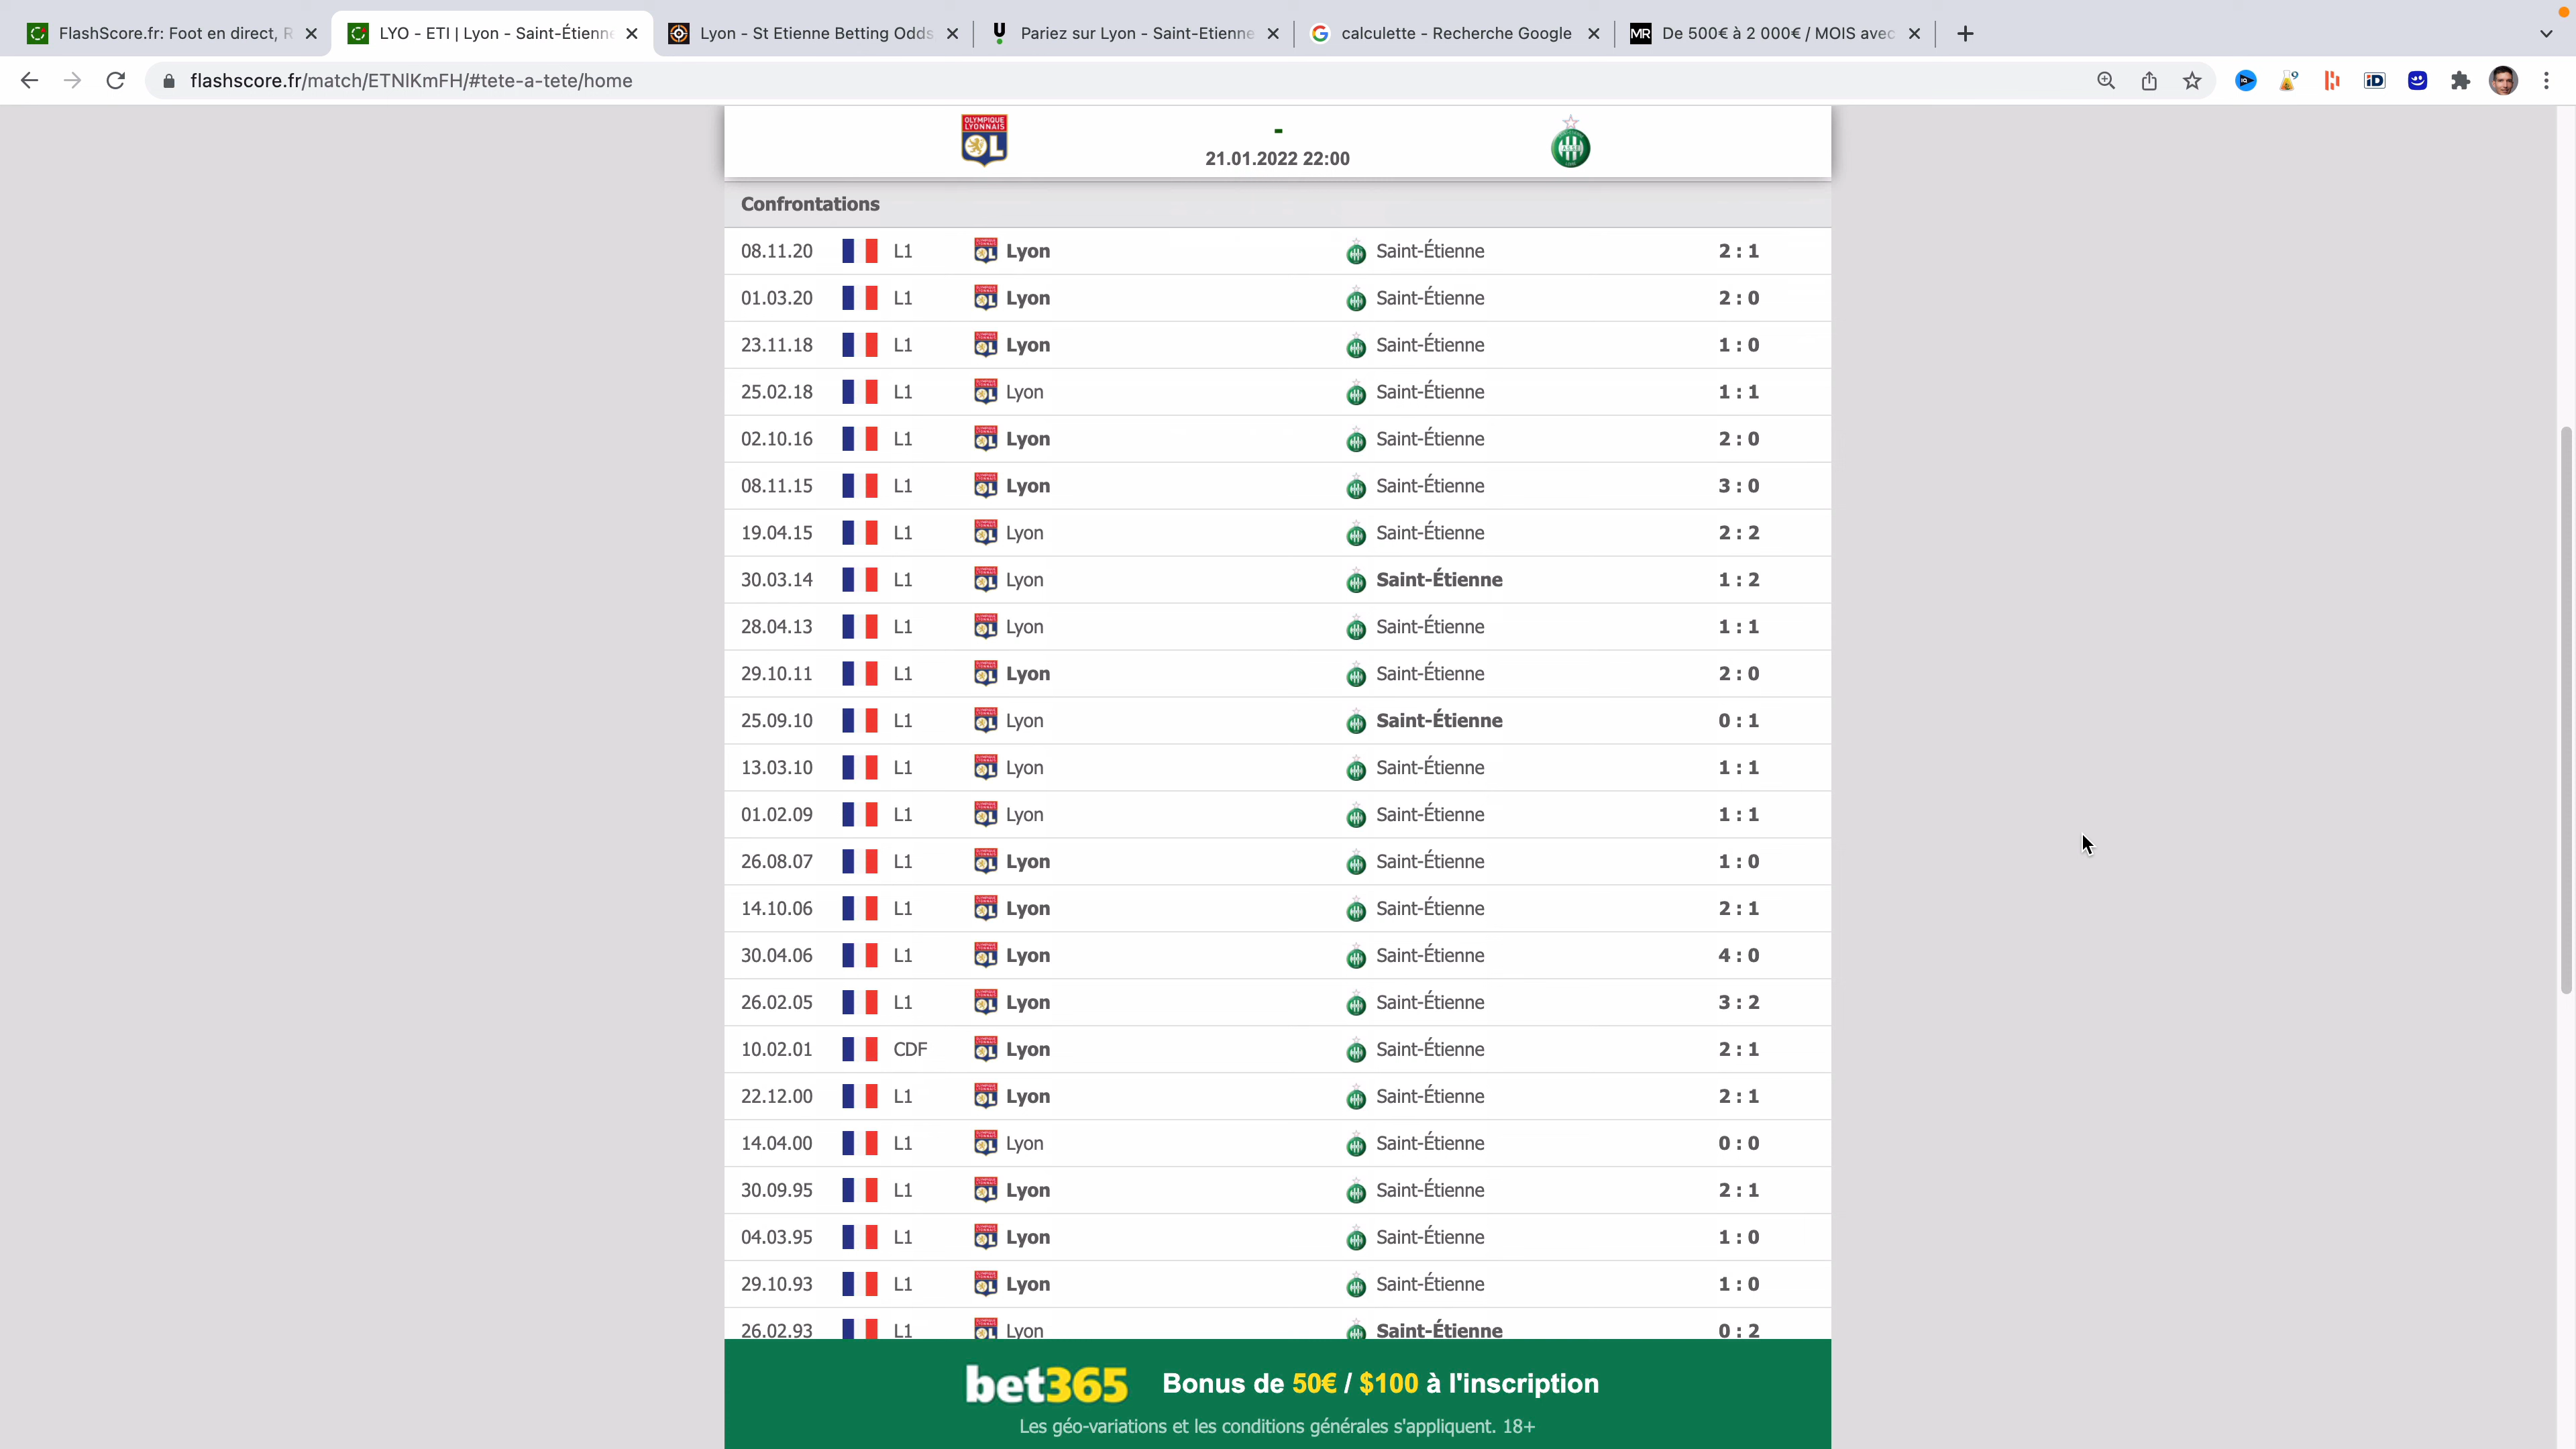 FlashScore.fr: Foot en direct, R
LYO - ETI | Lyon - Saint-Étienne
Lyon - St Etienne Betting Odds
Pariez sur Lyon - Saint-Etienne
calculette - Recherche Google
MR De 500€ à 2 000€ / MOIS avec
flashscore.fr/match/ETNlKmFH/#tete-a-tete/home
OLYMPIQUE
LYONNAIS
OL
-
21.01.2022 22:00
Confrontations
08.11.20 L1 Lyon Saint-Étienne 2 : 1
01.03.20 L1 Lyon Saint-Étienne 2 : 0
23.11.18 L1 Lyon Saint-Étienne 1 : 0
25.02.18 L1 Lyon Saint-Étienne 1 : 1
02.10.16 L1 Lyon Saint-Étienne 2 : 0
08.11.15 L1 Lyon Saint-Étienne 3 : 0
19.04.15 L1 Lyon Saint-Étienne 2 : 2
30.03.14 L1 Lyon Saint-Étienne 1 : 2
28.04.13 L1 Lyon Saint-Étienne 1 : 1
29.10.11 L1 Lyon Saint-Étienne 2 : 0
25.09.10 L1 Lyon Saint-Étienne 0 : 1
13.03.10 L1 Lyon Saint-Étienne 1 : 1
01.02.09 L1 Lyon Saint-Étienne 1 : 1
26.08.07 L1 Lyon Saint-Étienne 1 : 0
14.10.06 L1 Lyon Saint-Étienne 2 : 1
30.04.06 L1 Lyon Saint-Étienne 4 : 0
26.02.05 L1 Lyon Saint-Étienne 3 : 2
10.02.01 CDF Lyon Saint-Étienne 2 : 1
22.12.00 L1 Lyon Saint-Étienne 2 : 1
14.04.00 L1 Lyon Saint-Étienne 0 : 0
30.09.95 L1 Lyon Saint-Étienne 2 : 1
04.03.95 L1 Lyon Saint-Étienne 1 : 0
29.10.93 L1 Lyon Saint-Étienne 1 : 0
26.02.93 L1 Lyon Saint-Étienne 0 : 2
bet365 Bonus de 50€ / $100 à l'inscription
Les géo-variations et les conditions générales s'appliquent. 18+